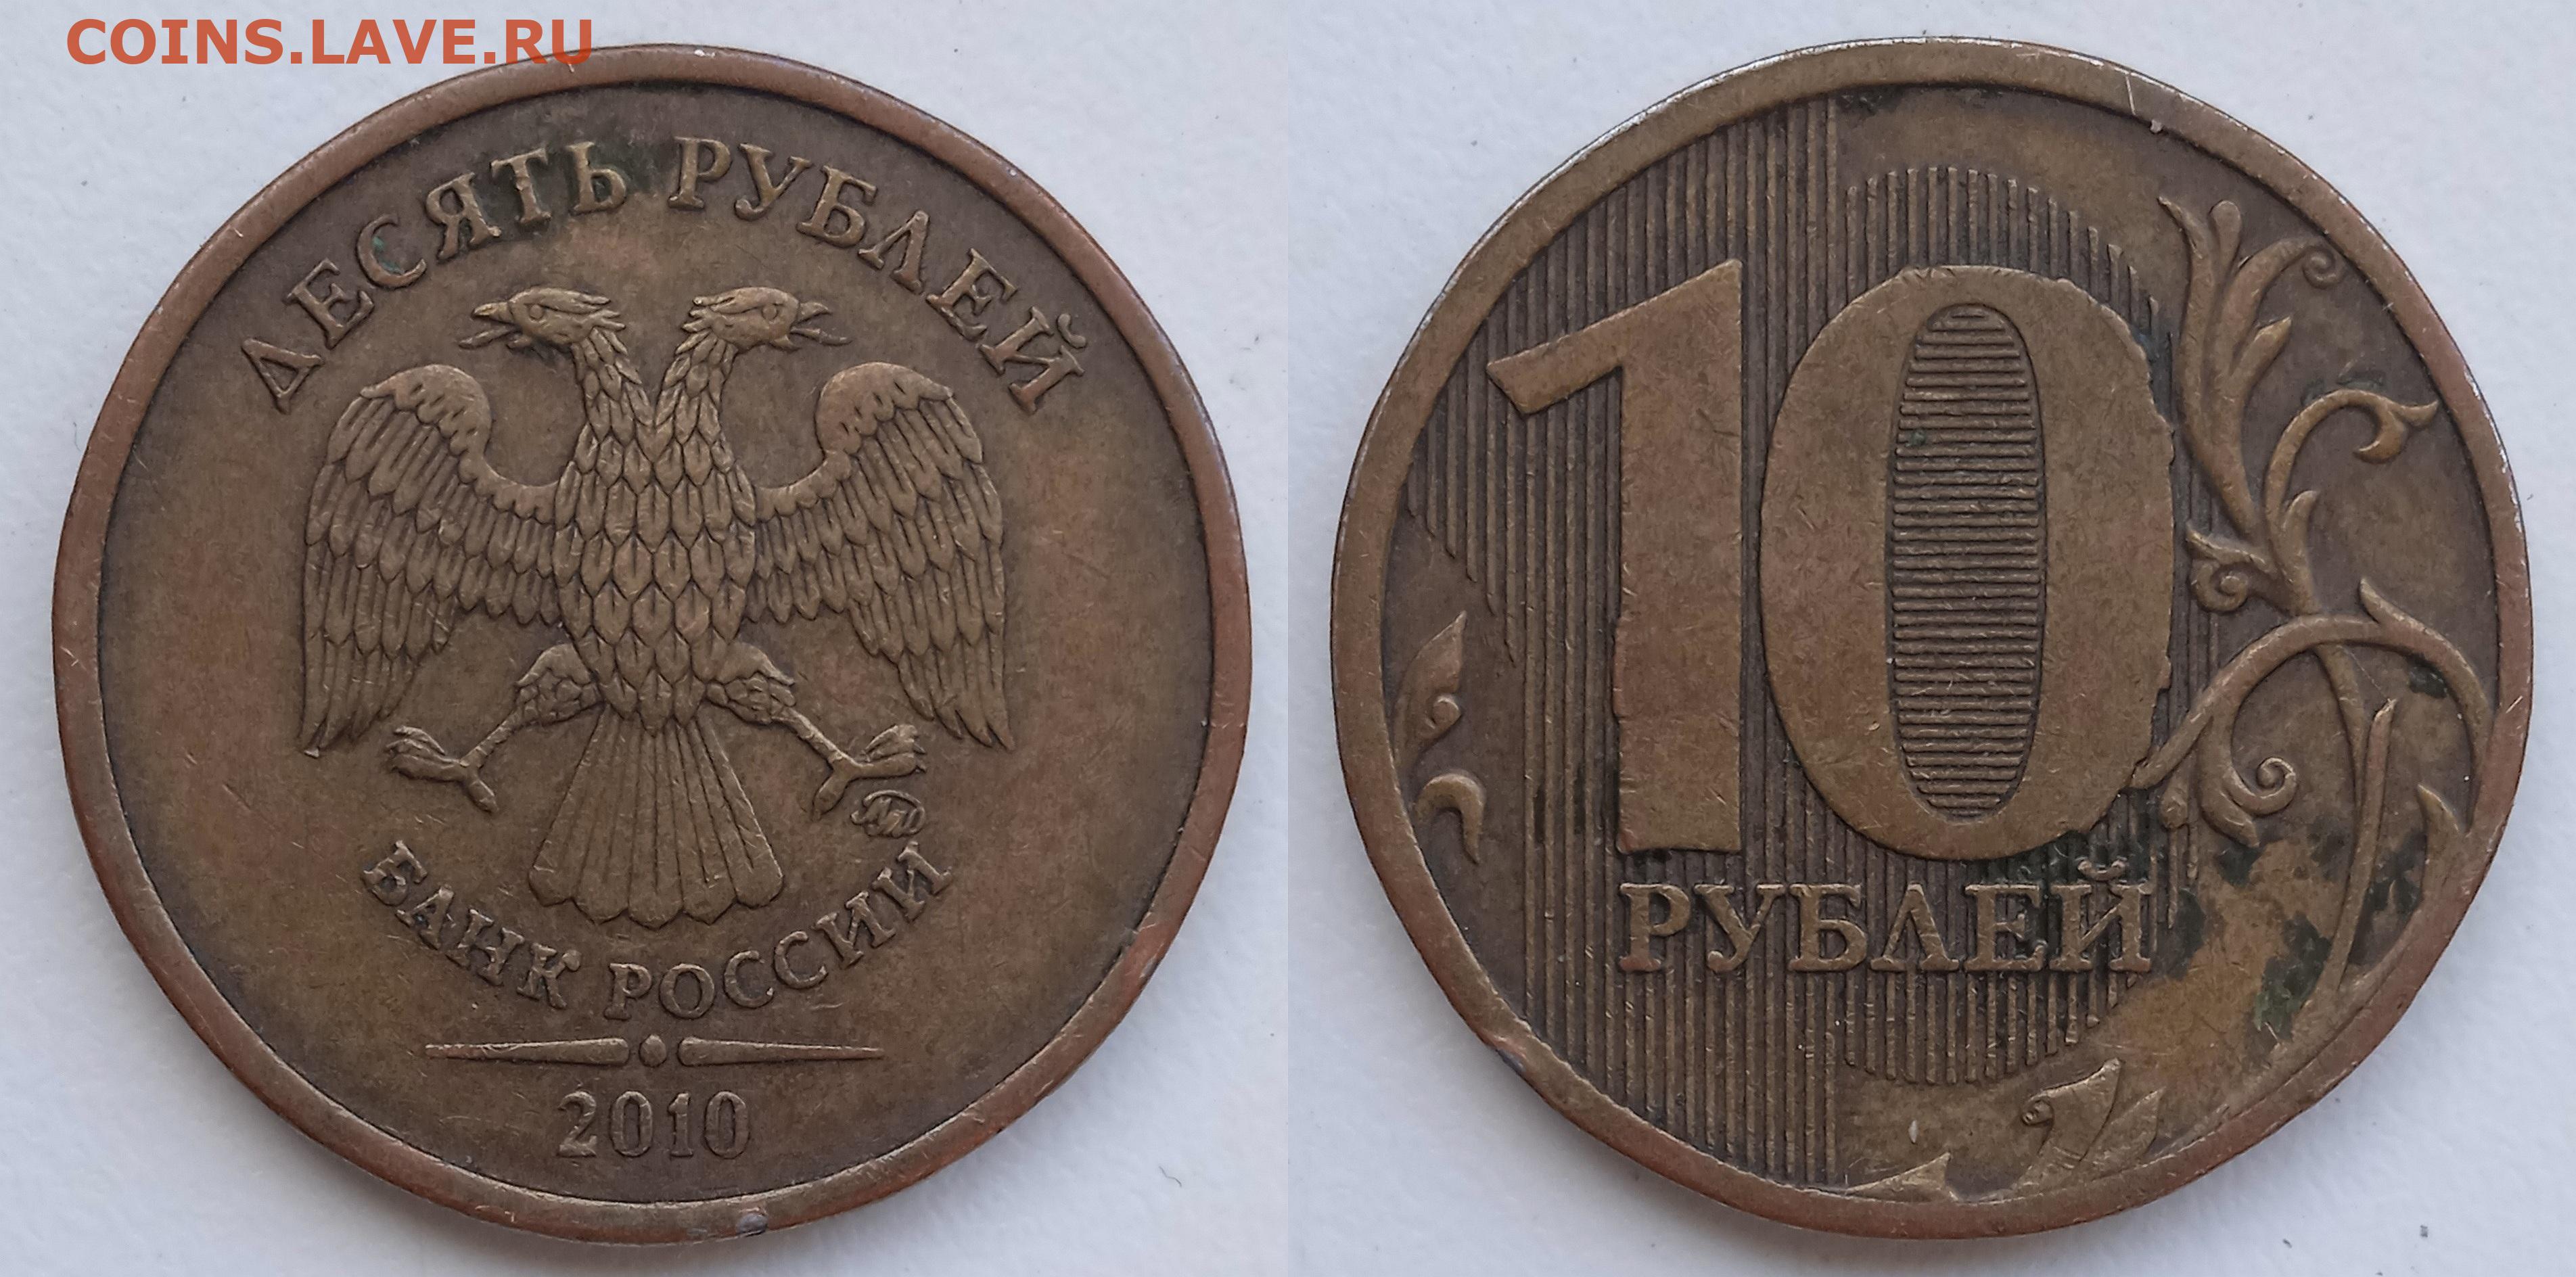 COINS.LAVE.RU
ДЕСЯТЬ РУБЛЕЙ
ММД
БАНК РОССИИ
2010
10
РУБЛЕЙ